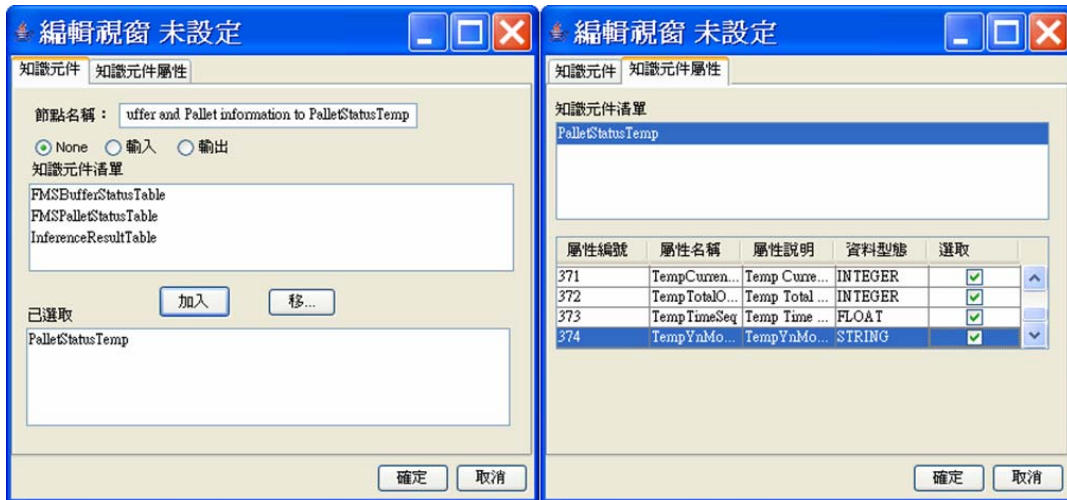 編輯視窗 未設定
知識元件 知識元件屬性
節點名稱： uffer and Pallet information to PalletStatusTemp
None 輸入 輸出
知識元件清單
FMSBufferStatusTable
FMSPalletStatusTable
InferenceResultTable
加入 移...
已選取
PalletStatusTemp
確定 取消
編輯視窗 未設定
知識元件 知識元件屬性
知識元件清單
PalletStatusTemp
屬性編號 屬性名稱 屬性說明 資料型態 選取
371 TempCurren... Temp Curre... INTEGER
372 TempTotalO... Temp Total ... INTEGER
373 TempTimeSeq Temp Time ... FLOAT
374 TempYnMo... TempYnMo... STRING
確定 取消